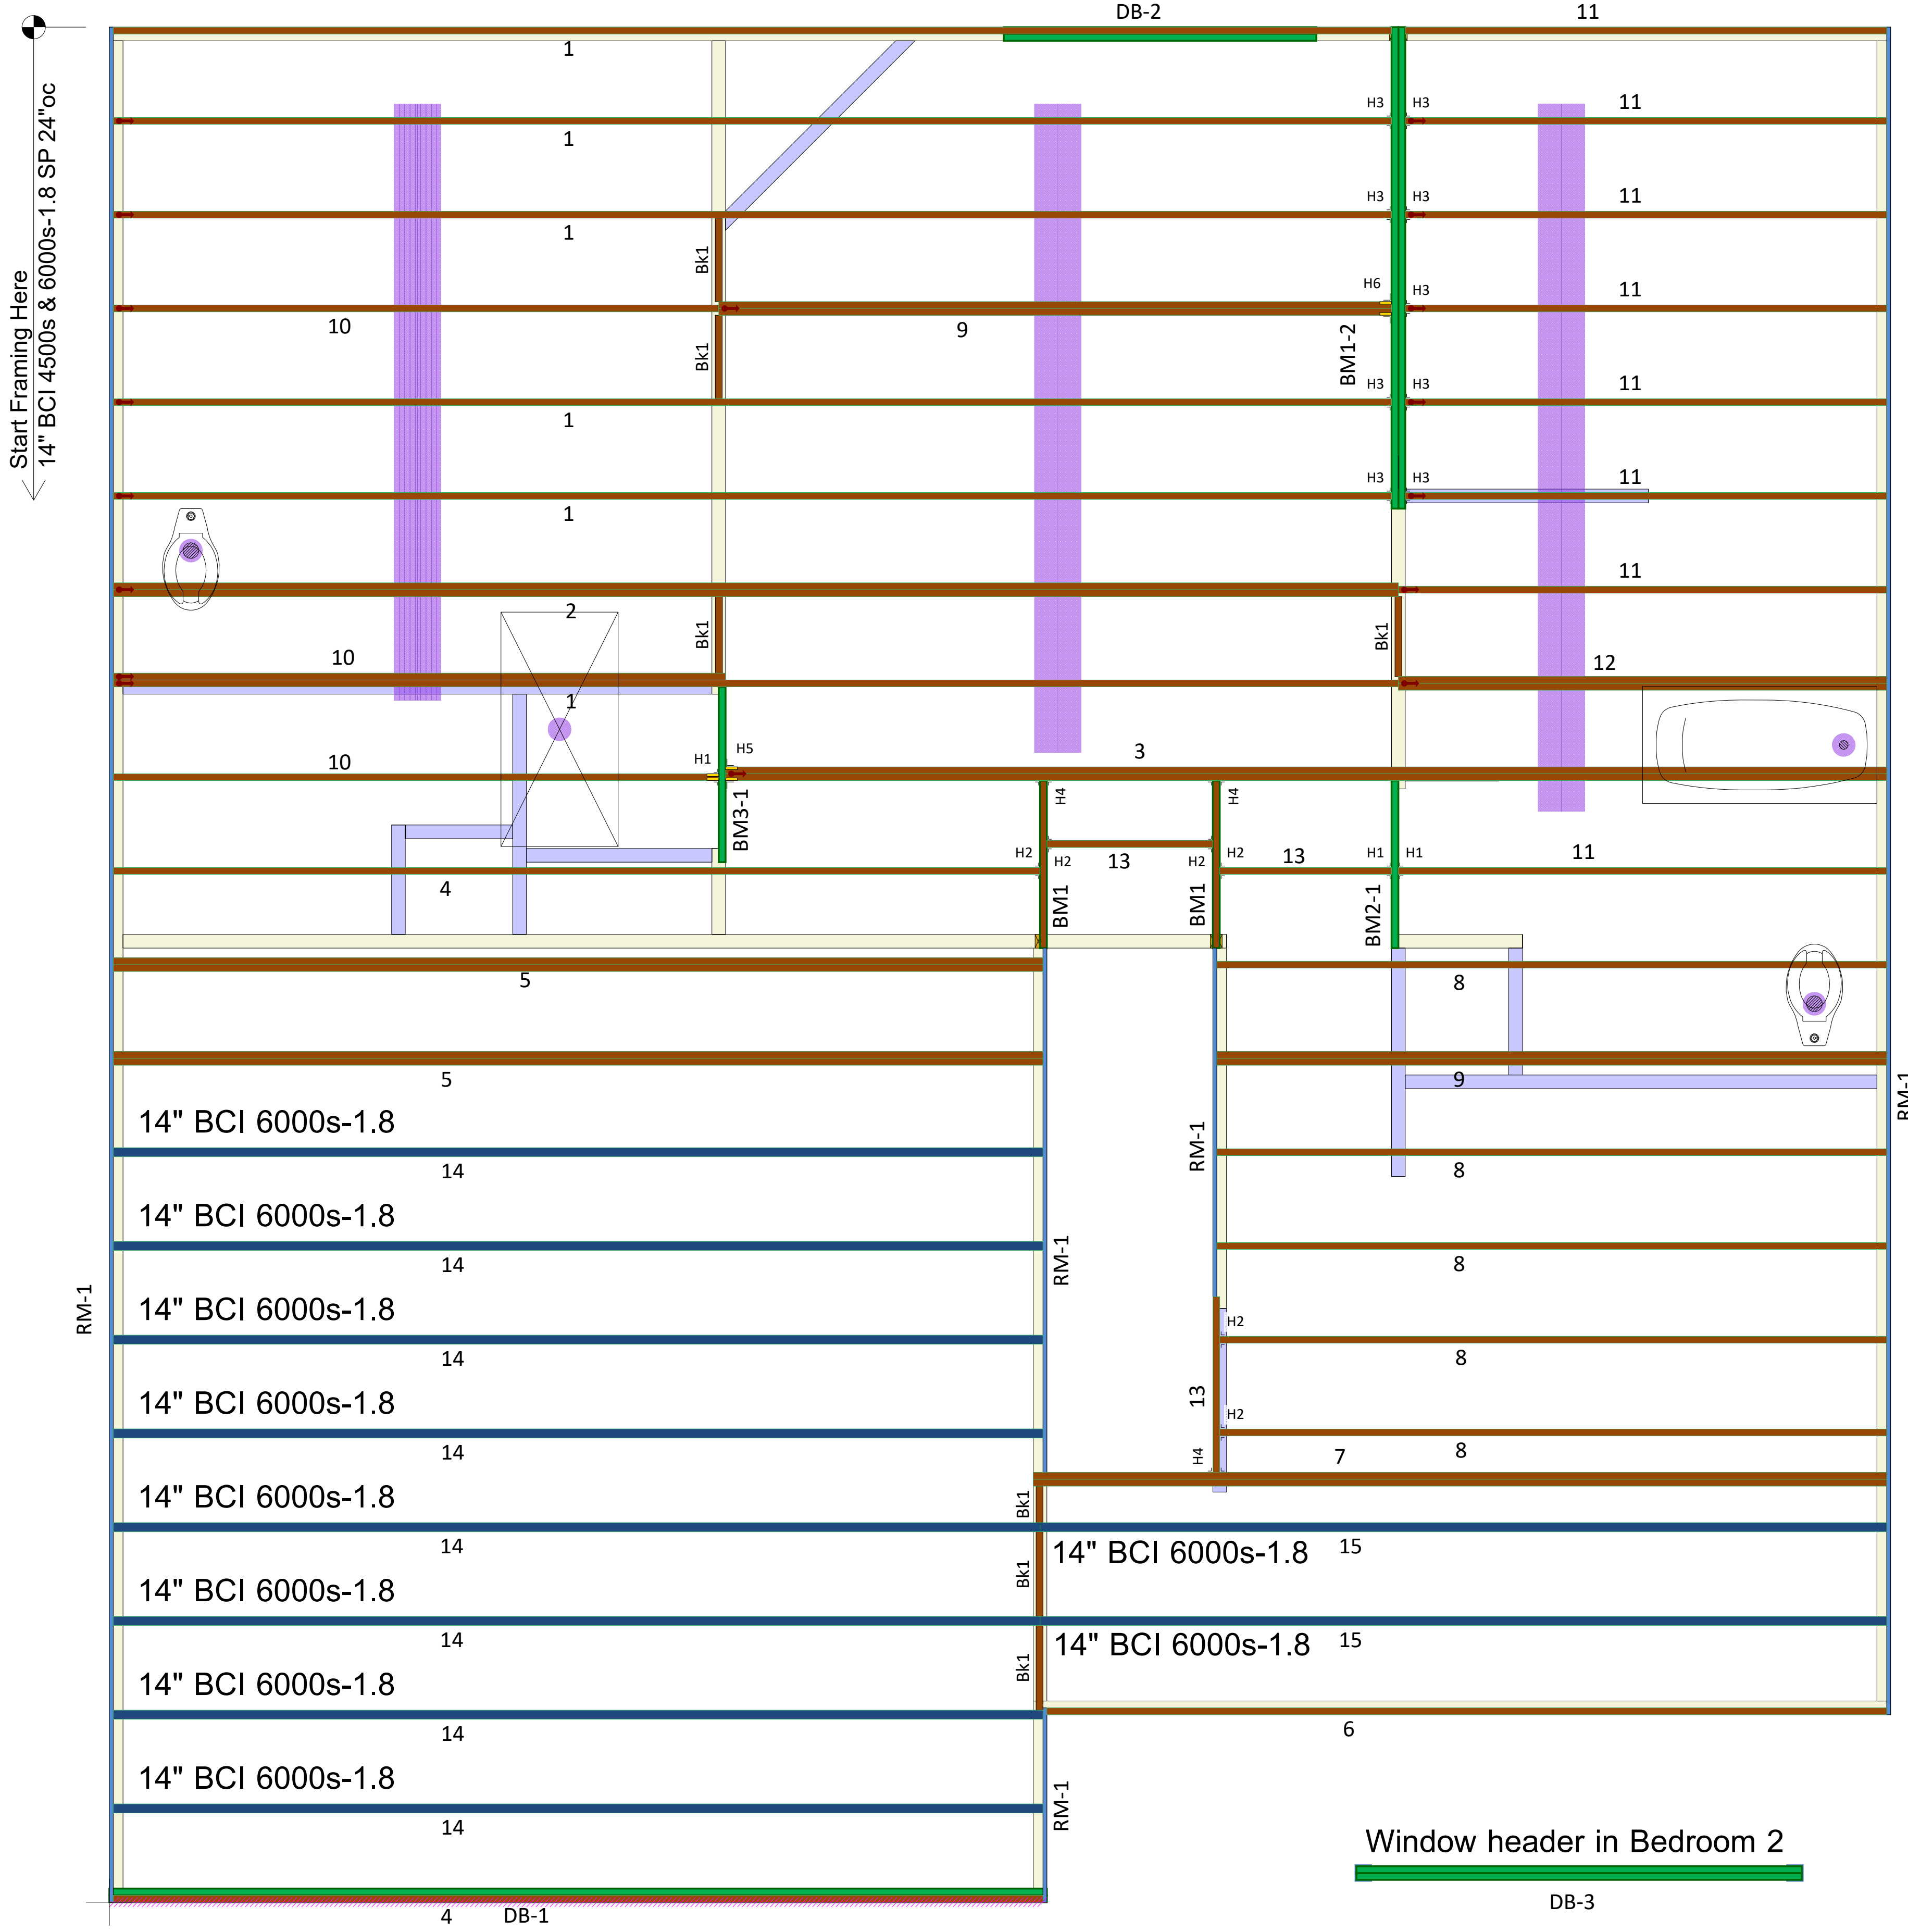 DB-2
11
1
Start Framing Here
14" BCI 4500s & 6000s-1.8 SP 24"oc
H3
H3
11
1
H3
H3
11
1
Bk1
H6
H3
11
10
9
Bk1
BM1-2
H3
H3
11
1
H3
H3
11
1
11
2
Bk1
Bk1
10
12
1
10
H1
H5
3
BM3-1
H4
H4
H2
H2
13
H2
H2
13
H1
H1
11
4
BM1
BM1
BM2-1
5
8
5
9
RM-1
14" BCI 6000s-1.8
RM-1
14
8
14" BCI 6000s-1.8
RM-1
14
8
14" BCI 6000s-1.8
RM-1
H2
14
8
14" BCI 6000s-1.8
13
H2
14
H4
7
8
14" BCI 6000s-1.8
Bk1
14
14" BCI 6000s-1.8
15
14" BCI 6000s-1.8
Bk1
14
14" BCI 6000s-1.8
15
14" BCI 6000s-1.8
Bk1
14
6
14" BCI 6000s-1.8
RM-1
14
Window header in Bedroom 2
DB-3
4
DB-1